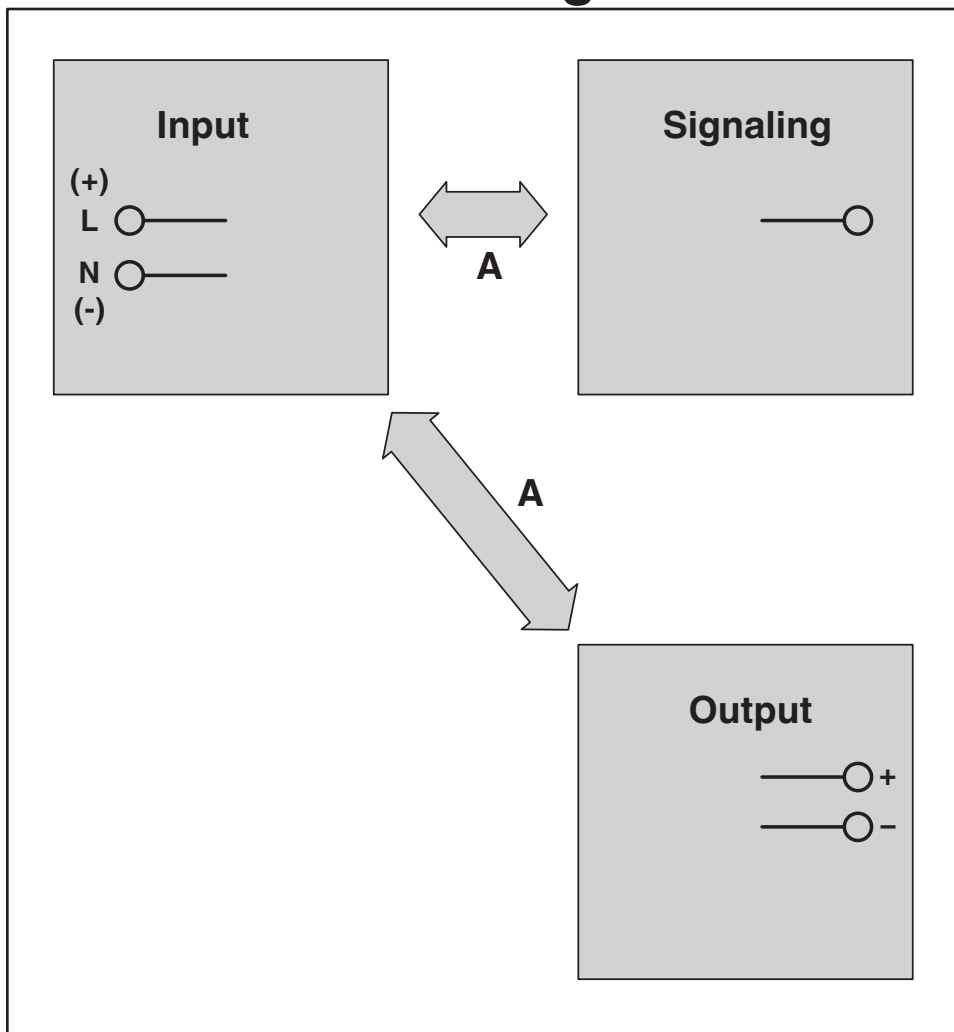 Input
(+)
L
N
(-)
A
Signaling
A
Output
+
–